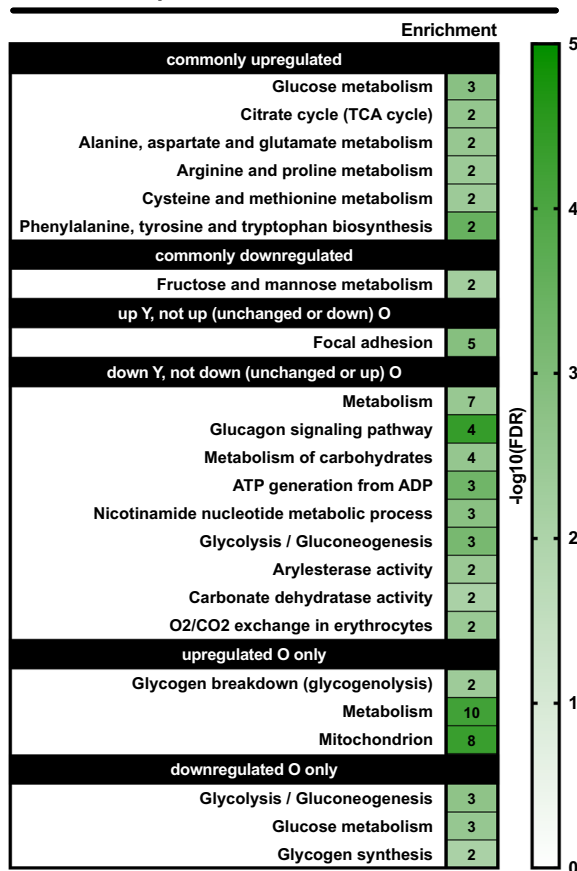 Enrichment
commonly upregulated
Glucose metabolism 3
Citrate cycle (TCA cycle) 2
Alanine, aspartate and glutamate metabolism 2
Arginine and proline metabolism 2
Cysteine and methionine metabolism 2
Phenylalanine, tyrosine and tryptophan biosynthesis 2
commonly downregulated
Fructose and mannose metabolism 2
up Y, not up (unchanged or down) O
Focal adhesion 5
down Y, not down (unchanged or up) O
Metabolism 7
Glucagon signaling pathway 4
Metabolism of carbohydrates 4
ATP generation from ADP 3
Nicotinamide nucleotide metabolic process 3
Glycolysis / Gluconeogenesis 3
Arylesterase activity 2
Carbonate dehydratase activity 2
O2/CO2 exchange in erythrocytes 2
upregulated O only
Glycogen breakdown (glycogenolysis) 2
Metabolism 10
Mitochondrion 8
downregulated O only
Glycolysis / Gluconeogenesis 3
Glucose metabolism 3
Glycogen synthesis 2
-log10(FDR)
5
4
3
2
1
0